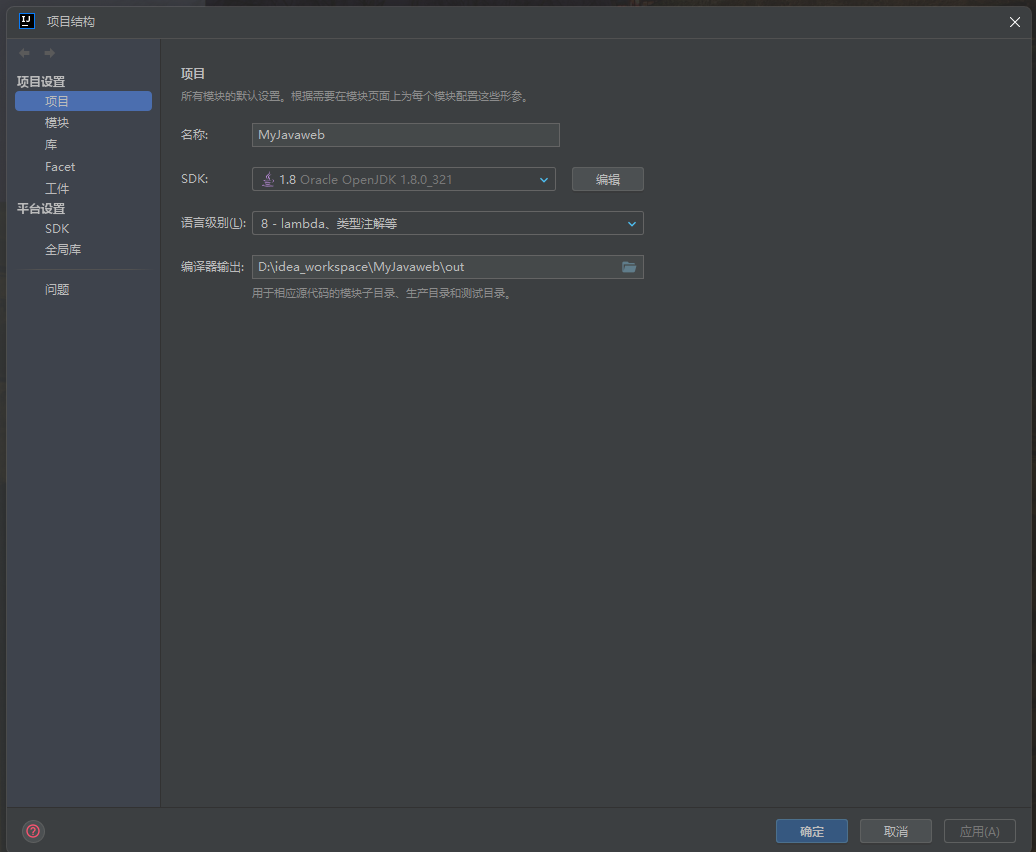 项目结构
项目设置
项目
模块
库
Facet
工件
平台设置
SDK
全局库
问题
项目
所有模块的默认设置。根据需要在模块页面上为每个模块配置这些形参。
名称: MyJavaweb
SDK: 1.8 Oracle OpenJDK 1.8.0_321 编辑
语言级别(L): 8 - lambda、类型注解等
编译器输出: D:\idea_workspace\MyJavaweb\out
用于相应源代码的模块子目录、生产目录和测试目录。
确定 取消 应用(A)